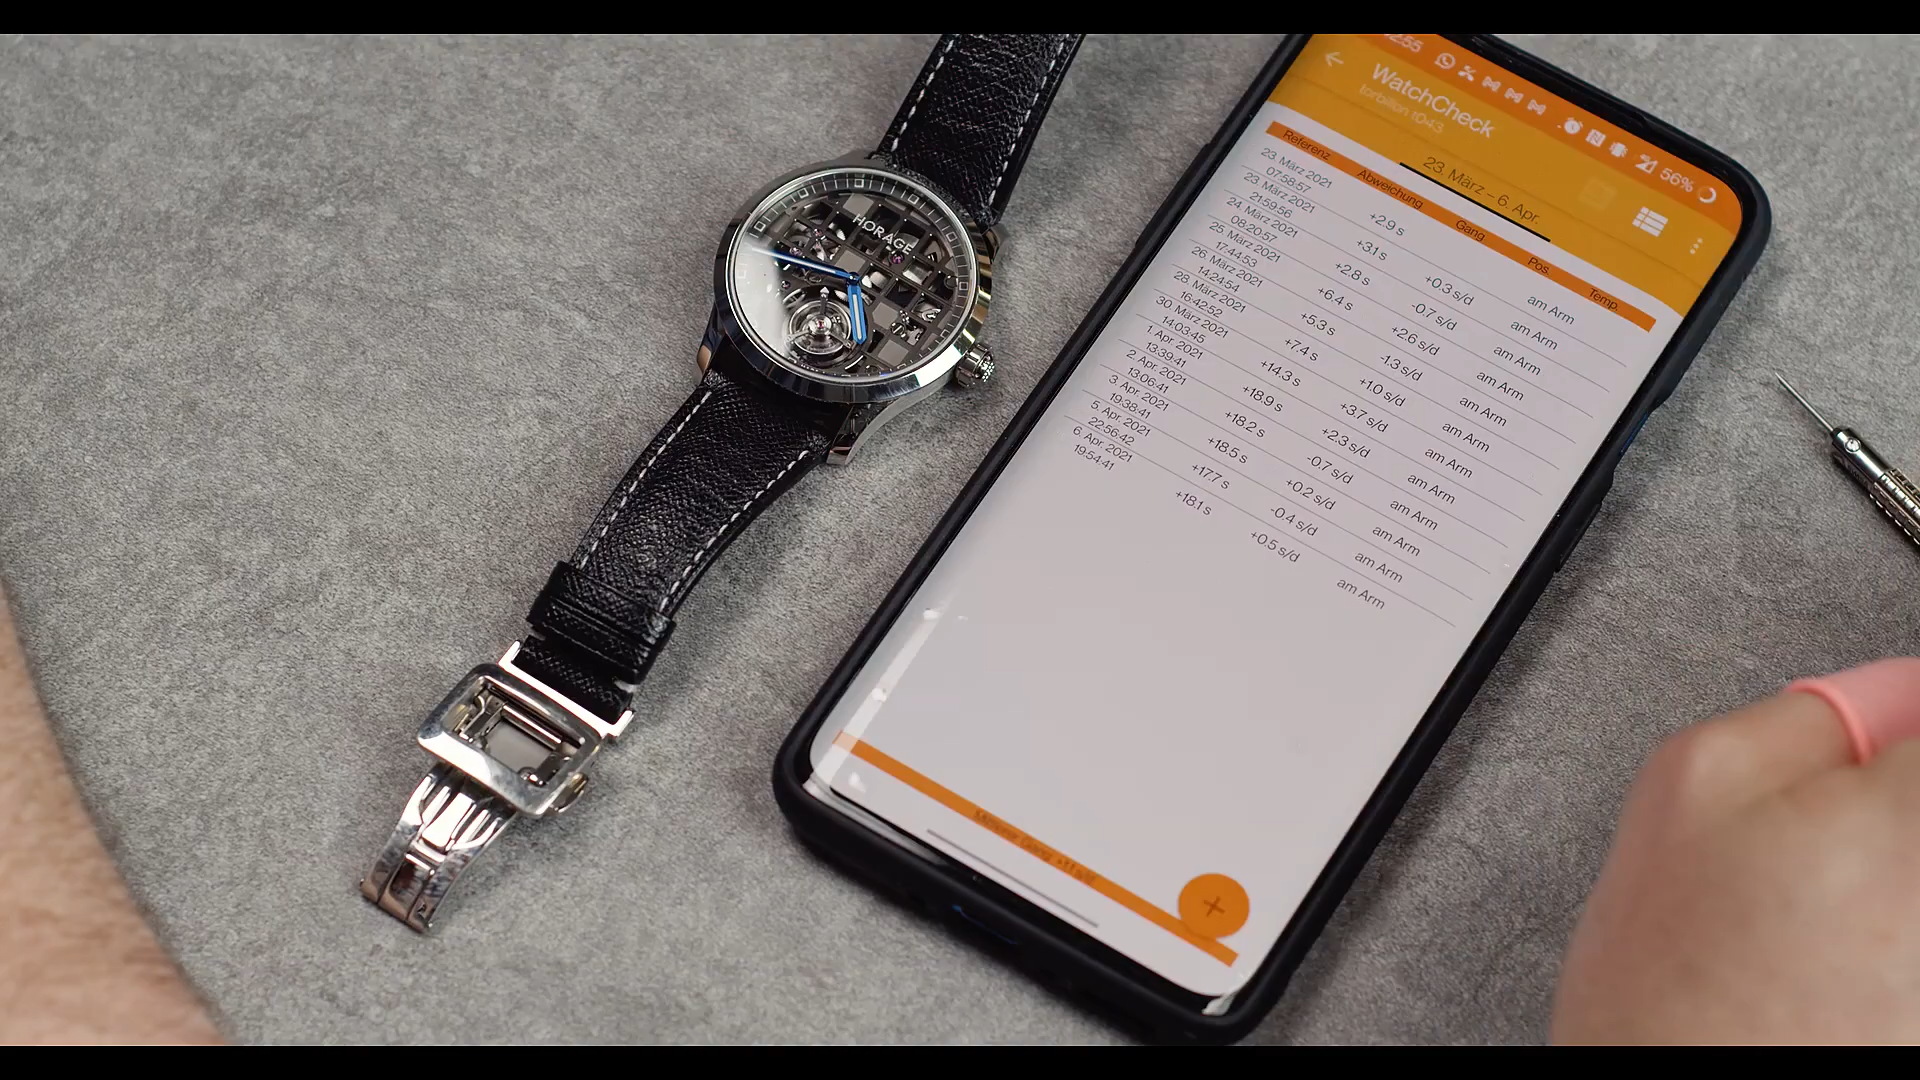 HORAGE
56%
WatchCheck
torbillon t043
23. März – 6. Apr.
Referenz Abweichung Gang Pos. Temp.
23. März 2021
07:58:57 +2.9 s
23. März 2021
21:59:56 +3.1 s +0.3 s/d am Arm
24. März 2021
08:20:57 +2.8 s -0.7 s/d am Arm
25. März 2021
17:44:53 +6.4 s +2.6 s/d am Arm
26. März 2021
14:24:54 +5.3 s -1.3 s/d am Arm
28. März 2021
16:42:52 +7.4 s +1.0 s/d am Arm
30. März 2021
14:03:45 +14.3 s +3.7 s/d am Arm
1. Apr. 2021
13:39:41 +18.9 s +2.3 s/d am Arm
2. Apr. 2021
13:06:41 +18.2 s -0.7 s/d am Arm
3. Apr. 2021
19:38:41 +18.5 s +0.2 s/d am Arm
5. Apr. 2021
22:56:42 +17.7 s -0.4 s/d am Arm
6. Apr. 2021
19:54:41 +18.1 s +0.5 s/d am Arm
Mittlerer Gang